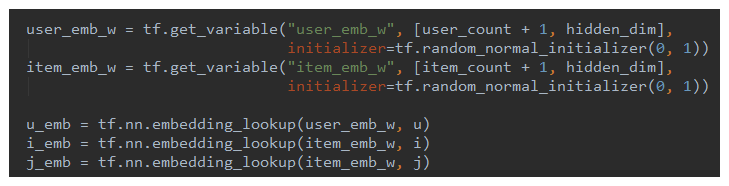 user_emb_w = tf.get_variable("user_emb_w", [user_count + 1, hidden_dim],
initializer=tf.random_normal_initializer(0, 1))
item_emb_w = tf.get_variable("item_emb_w", [item_count + 1, hidden_dim],
initializer=tf.random_normal_initializer(0, 1))
u_emb = tf.nn.embedding_lookup(user_emb_w, u)
i_emb = tf.nn.embedding_lookup(item_emb_w, i)
j_emb = tf.nn.embedding_lookup(item_emb_w, j)